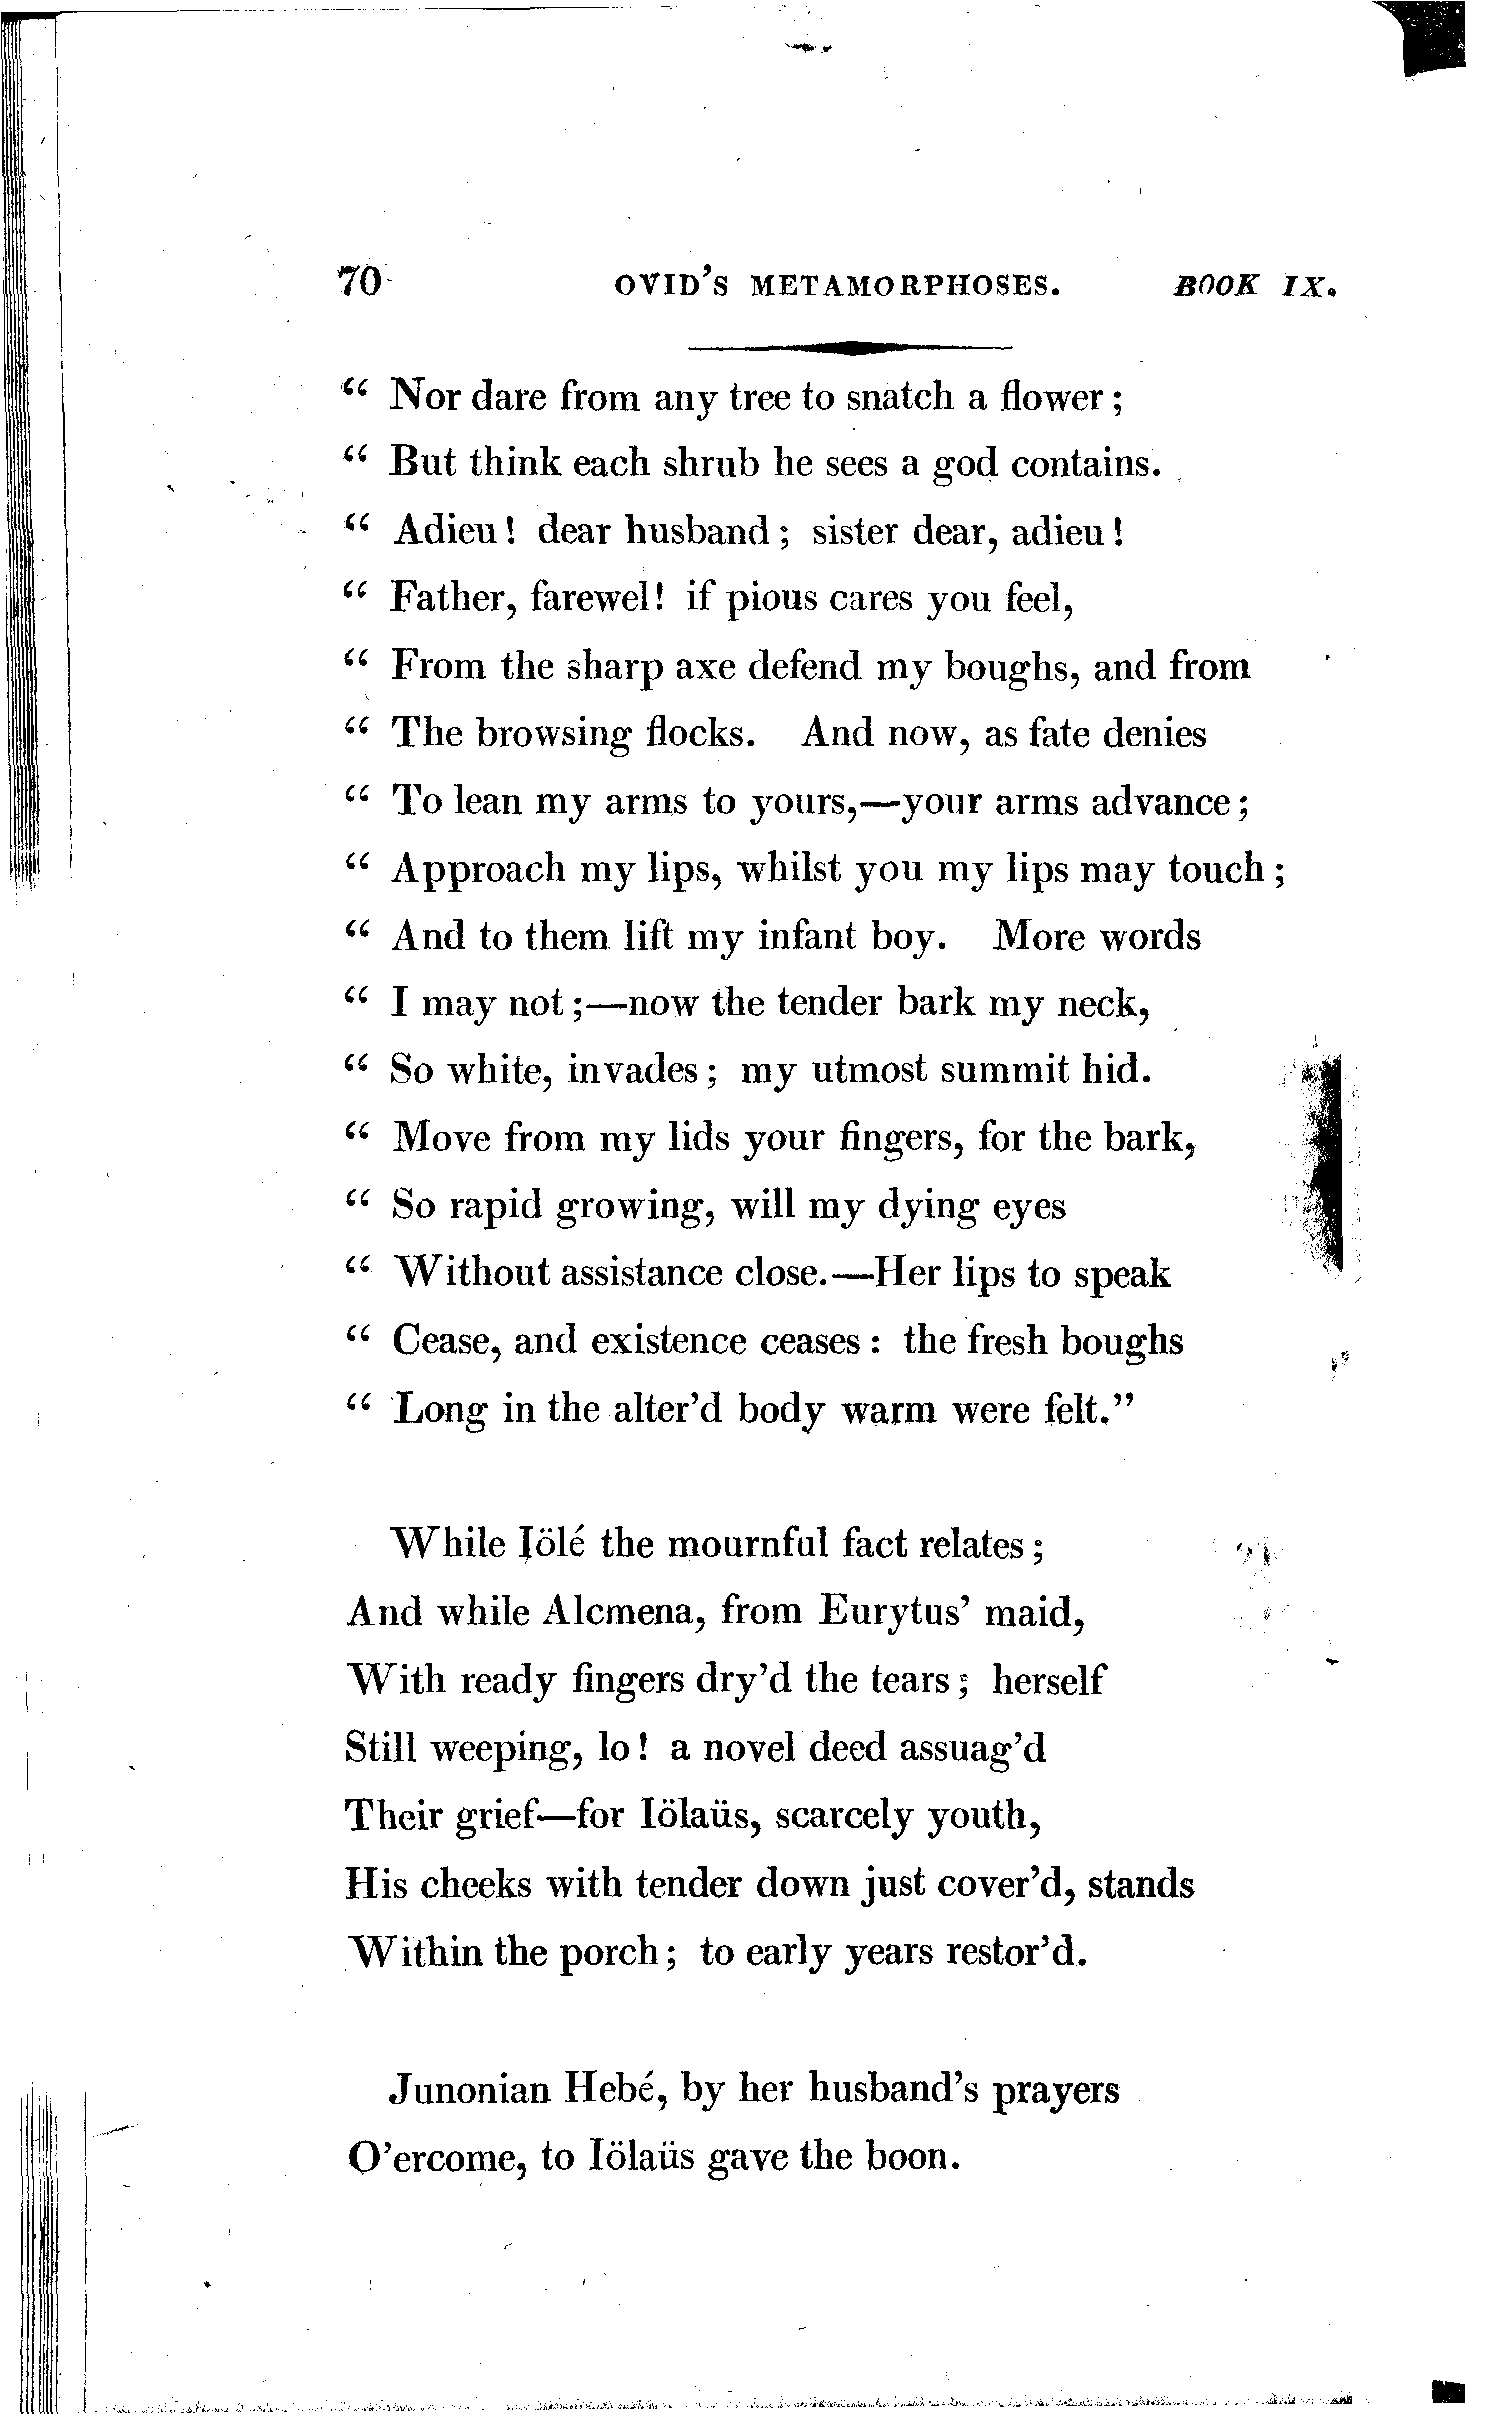 70 OVID'S METAMORPHOSES. BOOK IX.
“ Nor dare from any tree to snatch a flower ;
“ But think each shrub he sees a god contains.
“ Adieu ! dear husband ; sister dear, adieu !
“ Father, farewel! if pious cares you feel,
“ From the sharp axe defend my boughs, and from
“ The browsing flocks. And now, as fate denies
“ To lean my arms to yours,—your arms advance ;
“ Approach my lips, whilst you my lips may touch ;
“ And to them lift my infant boy. More words
“ I may not ;—now the tender bark my neck,
“ So white, invades ; my utmost summit hid.
“ Move from my lids your fingers, for the bark,
“ So rapid growing, will my dying eyes
“ Without assistance close.—Her lips to speak
“ Cease, and existence ceases : the fresh boughs
“ Long in the alter'd body warm were felt.”
While Iölé the mournful fact relates ;
And while Alcmena, from Eurytus' maid,
With ready fingers dry'd the tears ; herself
Still weeping, lo ! a novel deed assuag'd
Their grief—for Iölaüs, scarcely youth,
His cheeks with tender down just cover'd, stands
Within the porch ; to early years restor'd.
Junonian Hebé, by her husband's prayers
O'ercome, to Iölaüs gave the boon.